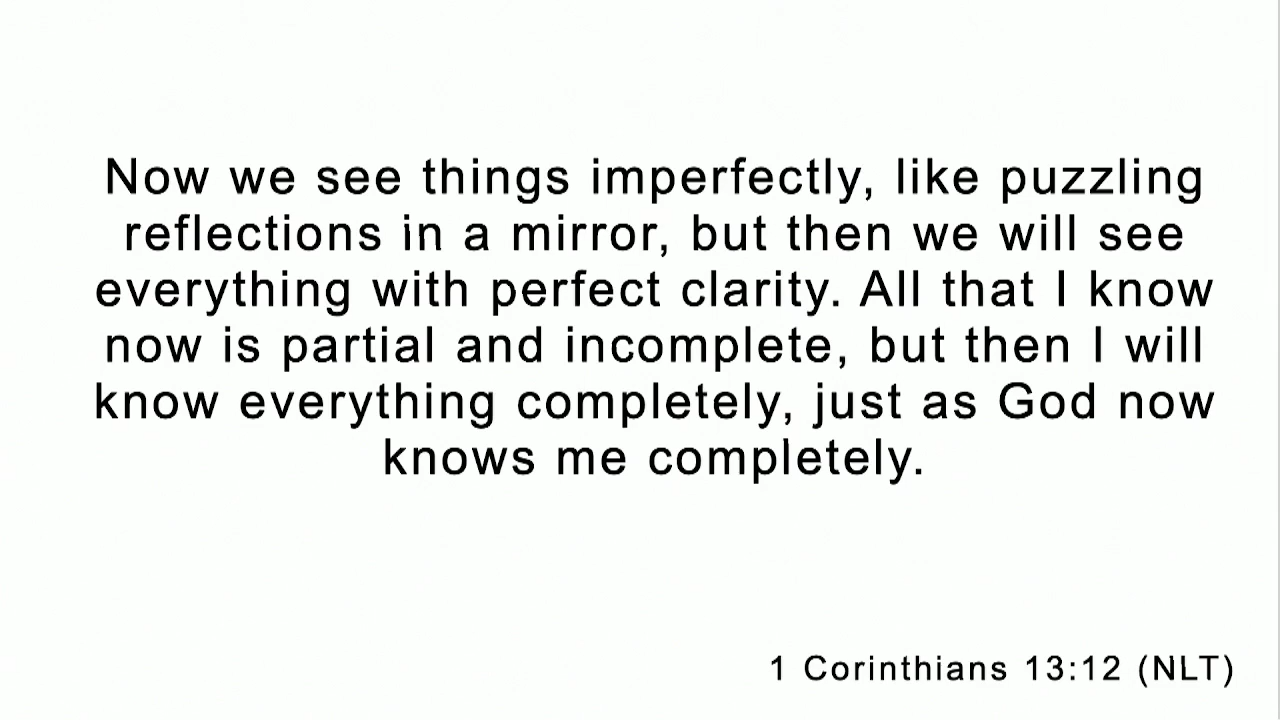 Now we see things imperfectly, like puzzling
reflections in a mirror, but then we will see
everything with perfect clarity. All that I know
now is partial and incomplete, but then I will
know everything completely, just as God now
knows me completely.
1 Corinthians 13:12 (NLT)